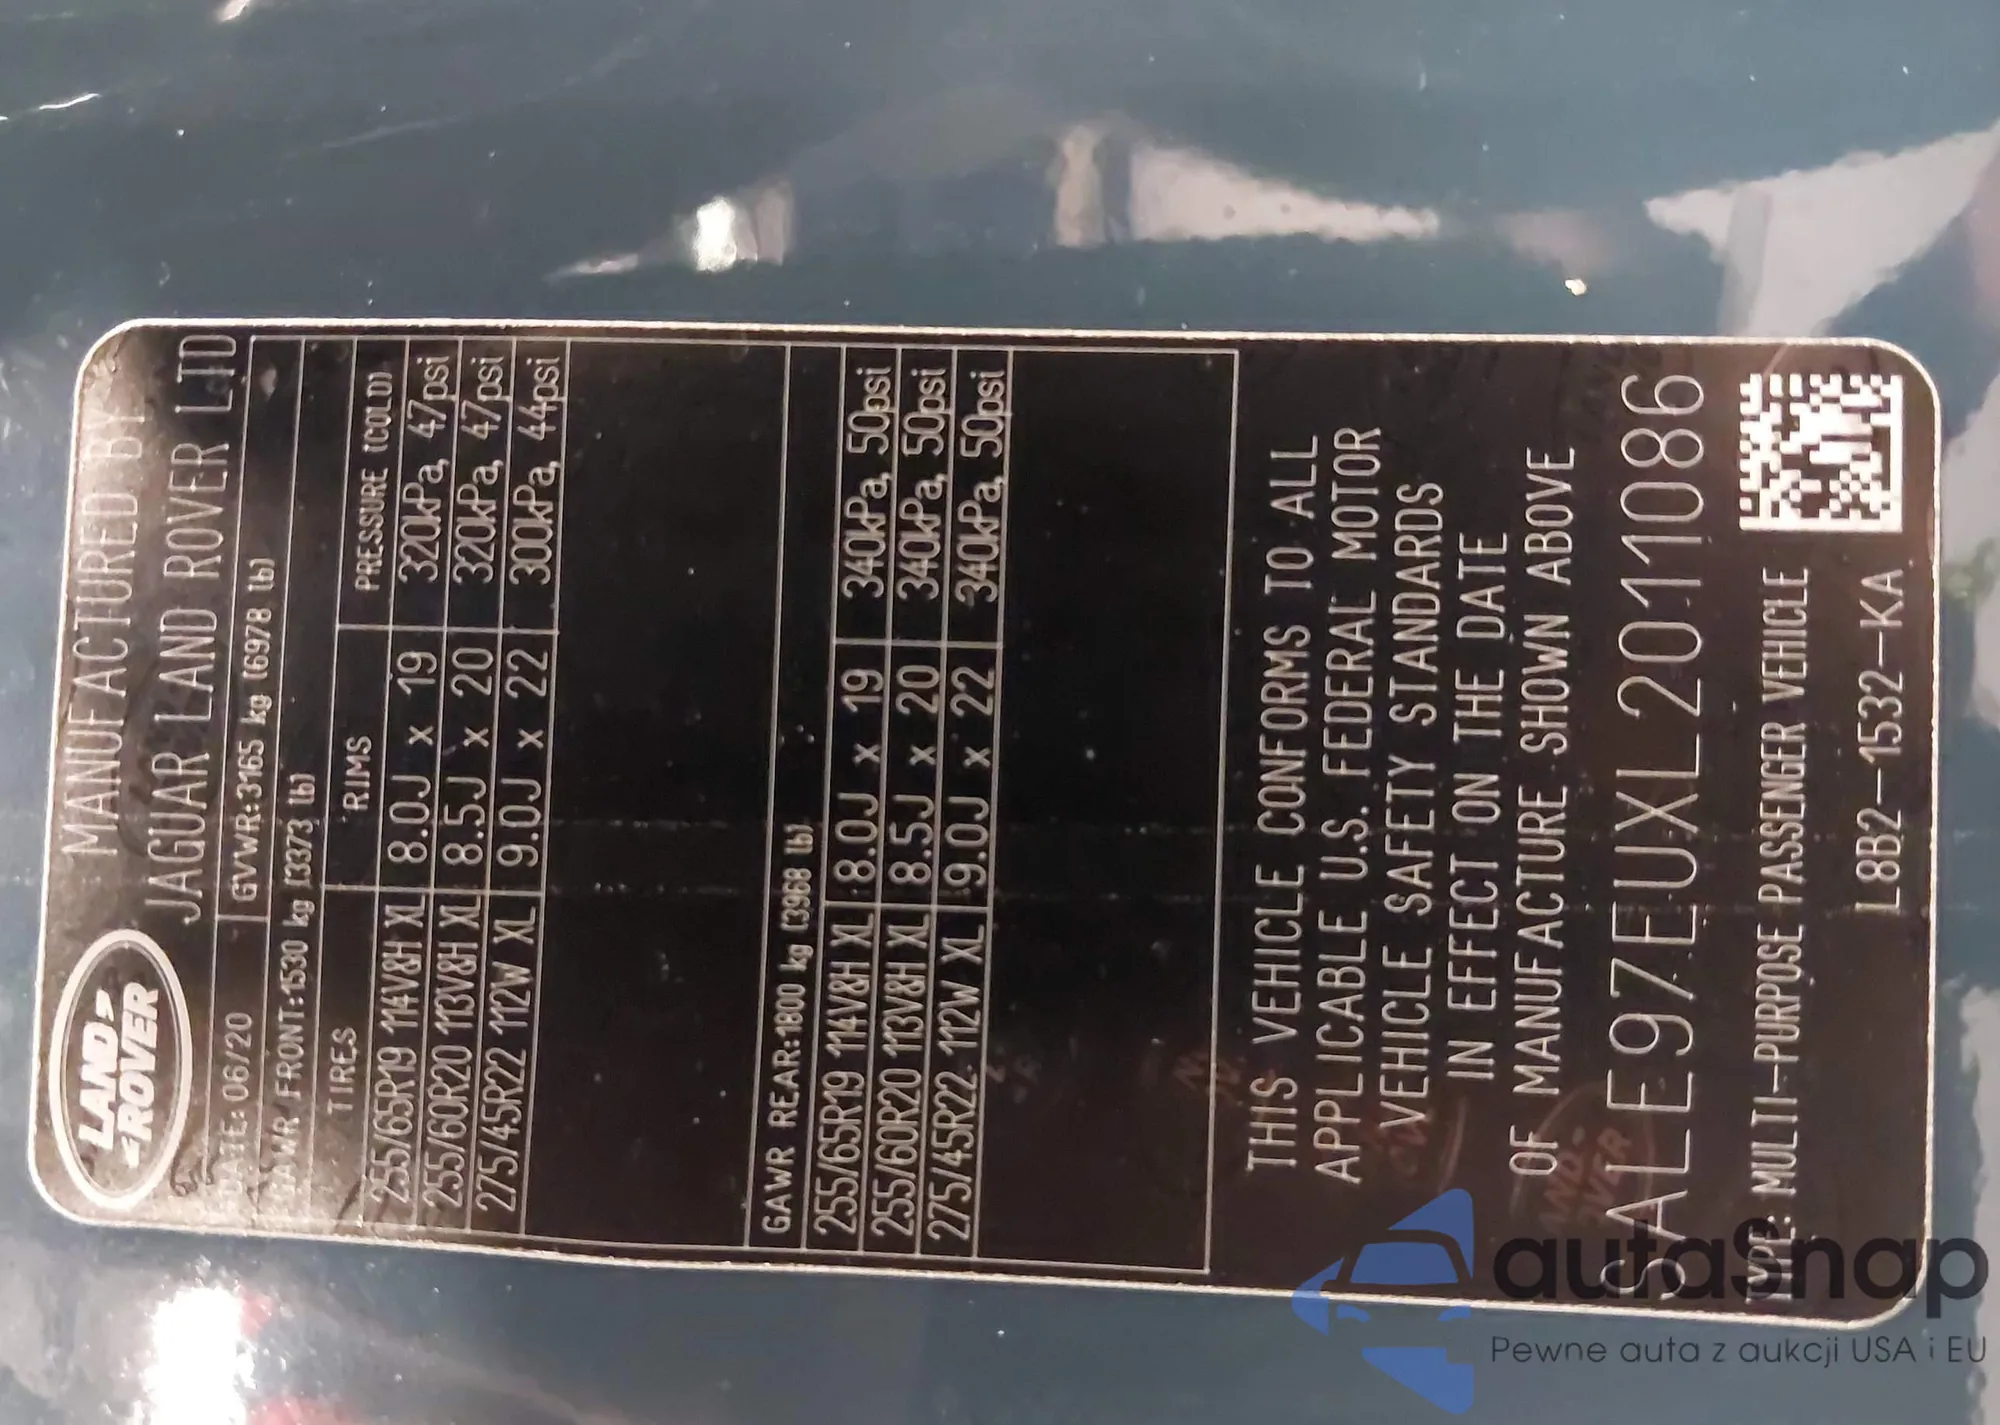 LAND ROVER
MANUFACTURED BY
JAGUAR LAND ROVER LTD
DATE: 06/20 GVWR:3165 kg (6978 lb)
GAWR/FRONT:1530 kg (3373 lb)
TIRES RIMS PRESSURE (COLD)
255/65R19 114V&H XL 8.0J x 19 320kPa, 47psi
255/60R20 113V&H XL 8.5J x 20 320kPa, 47psi
275/45R22 112W XL 9.0J x 22 300kPa, 44psi
GAWR REAR:1800 kg (3968 lb)
255/65R19 114V&H XL 8.0J x 19 340kPa, 50psi
255/60R20 113V&H XL 8.5J x 20 340kPa, 50psi
275/45R22 112W XL 9.0J x 22 340kPa, 50psi
THIS VEHICLE CONFORMS TO ALL
APPLICABLE U.S. FEDERAL MOTOR
VEHICLE SAFETY STANDARDS
IN EFFECT ON THE DATE
OF MANUFACTURE SHOWN ABOVE
SALE97EUXL2011086
TYPE: MULTI-PURPOSE PASSENGER VEHICLE
L8B2-1532-KA
autaSnap
Pewne auta z aukcji USA i EU